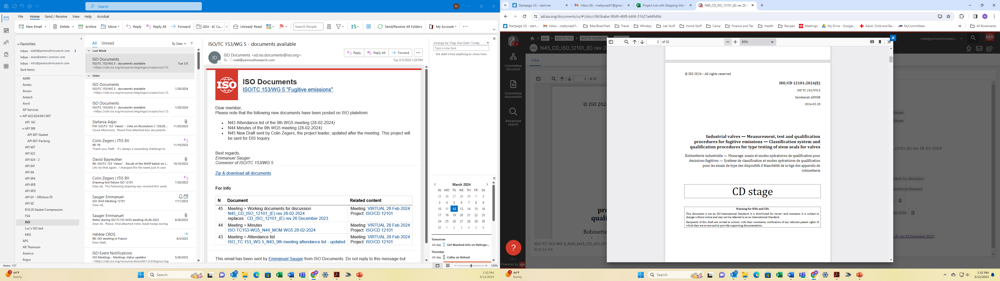 Search
M
File Home Send / Receive View Help Acrobat
New Email Delete Archive Move Reply Reply All Forward 2024 - 4C Co... Unread/ Read Search People Send/Receive All Folders My Account
Favorites
Inbox - matt@yarmouthresearch.com 3
Inbox - maw@amtec-services.com
Inbox - info@yarmouthresearch.com
Sent Items
AMRI
Amtec
Anson
Antech
Anvil
AP Services
API 622/624/641/607
API 16C
API 589
API 607-Gasket
API 607-Packing
API 607
API 622
API 624 - 2
API 641
API 6A
API 6FA
API 6FB
API 6FD
API 6Y - Offshore FE
API 6Z
B16.20 Gasket Compression
FSA
ISO
Luc's ISO test
MSS
APS
AR Thomson
Aramco
Argus
Items: 137
All Unread By Date
Last Week
ISO Documents
ISO/TC 153/WG 5 - documents available Tue 3/5
<https://cdn.iso.org/resources/img/logos/scopes/iso/1.0.
Older
ISO Documents
ISO/TC 153/WG 5 - documents available 1/28/2024
<https://cdn.iso.org/resources/img/logos/scopes/iso/1.0.
ISO Documents
ISO/TC 153/WG 5 - documents available 1/28/2024
<https://cdn.iso.org/resources/img/logos/scopes/iso/1.0.
Stefania Adjei
FW: ISO/TC 153 "Valves" - Vote on Resolution C 129/20... 11/20/2023
Good Afternoon, Please find attached two documents
Colin Zegers | ITIS BV
RE: FE 11/19/2023
Thank you, Matt. It's always a rewarding challenge to
David Bayreuther
RE: ISO/TC 153 "Valves" - Result of the NWIP ballot on I... 10/10/2023
Lets try that again. I changed the file name just in case
Colin Zegers | ITIS BV
Drawing test fixture ISO 12101 7/28/2023
Dear all, The following drawing was received this week
Sauger Emmanuel
ISO WG5 Meeting 12101 7/11/2023
Dear All,
Sauger Emmanuel
Notes during ISO TC153 WG5 meeting 26-06-2023 6/26/2023
Dear All, Please, find attached notes made today during
Hélène CROS
RE: ISO meeting in France 6/5/2023
Dear Matt,
ISO Event Notifications
ISO Meetings - Meetings status updates 5/26/2023
<https://cdn.iso.org/resources/biznotif/1.0.0/img/iso-log
ISO/TC 153/WG 5 - documents available
ID
ISO Documents <sd.iso.documents@iso.org>
To matt@yarmouthresearch.com
Reply Reply All Forward
Tue 3/5/2024 1:28 PM
ISO
ISO Documents
ISO/TC 153/WG 5 "Fugitive emissions"
Dear member,
Please note that the following new documents have been posted on ISO plateform:
• N43 Attendance list of the 9th WG5 meeting (28-02-2024)
• N44 Minutes of the 9th WG5 meeting (28-02-2024)
• N45 New Draft sent by Colin Zegers, the project leader, updated after the meeting. This project will
be sent for DIS Inquiry.
Best regards,
Emmanuel Sauger
Convenor of ISO/TC 153/WG 5
Zip & download all documents
For Info
N Document Related content
45 Meeting > Working documents for discussion Meeting: VIRTUAL 28 Feb 2024
N45_CD_ISO_12101_(E) rev 28-02-2024 Project: ISO/CD 12101
replaces : CD_ISO_12101_(E) rev 26 December 2023
44 Meeting > Minutes Meeting: VIRTUAL 28 Feb 2024
ISO-TC153-WG5_N44_MOM WG5 28-02-2024 Project: ISO/CD 12101
43 Meeting > Attendance list Meeting: VIRTUAL 28 Feb 2024
ISO_TC 153_WG 5_N43_9th meeting attendance list - updated Project: ISO/CD 12101
This email has been sent by Emmanuel Sauger from ISO Documents. Do not reply to this message but
Arrange by: Flag: Due Date Today
Type a new task
We didn't find anything to show here.
March 2024
SU MO TU WE TH FR SA
25 26 27 28 29 1 2
3 4 5 6 7 8 9
10 11 12 13 14 15 16
17 18 19 20 21 22 23
24 25 26 27 28 29 30
31 1 2 3 4 5 6
Tomorrow
All day Get Manfred info on Hyfroge...
Thursday
All day Cathy on Retreat
100%
44°F
Sunny
Search
1:52 PM
3/12/2024
Startpage US - start.me
Inbox (6) - mattywaz01@gmail.
Project List with Shipping Infor
N45_CD_ISO_12101_(E) rev 28-
sd.iso.org/documents/ui/#!/doc/c9b5babe-90d9-46f8-b6f4-31627a449d9d
Startpage US - start.... Inbox - mattywaz01... Bike/Boat/Sled Travel Whiskey Lab Stuff Home Stuff Camp Finance and Tax Health Recipes Meetings My Drive - Google... Adult, Child and Ba... MyCommittees All Bookmarks
ISO > ISO/TC 153 > ISO/TC 153/WG 5
matt@yarmouthresearc...
WG N45_CD_ISO_12101_(E) rev 28
View
Committee
structure
Committee
documents
Advanced
search
2 of 32
© ISO 202
Robinette
ISO-TC 153-WG 5_N45_N45_CD_ISO_121
659.34 KB
3.8.2
Powered by ISO
2 of 32 80%
© ISO 2024 – All rights reserved
ISO/CD 12101:2024(E)
ISO TC 153/WG 5
Secretariat: AFNOR
2024-02-28
Industrial valves — Measurement, test and qualification
procedures for fugitive emissions — Classification system and
qualification procedures for type testing of stem seals for valves
Robinetterie industrielle — Mesurage, essais et modes opératoires de qualification pour
émissions fugitives — Système de classification et modes opératoires de qualification
pour les essais de type des dispositifs d'étanchéité de la tige des appareils de
robinetterie
CD stage
Warning for WDs and CDs
This document is not an ISO International Standard. It is distributed for review and comment. It is subject to
change without notice and may not be referred to as an International Standard.
Recipients of this draft are invited to submit, with their comments, notification of any relevant patent rights of
which they are aware and to provide supporting documentation.
Sauger
Sauger
_12101_(E) rev 28-02-2024
ments for discussion
ernational Standard
eb 2024
_(E) rev 26 December 2023
44°F
Sunny
Search
1:52 PM
3/12/2024